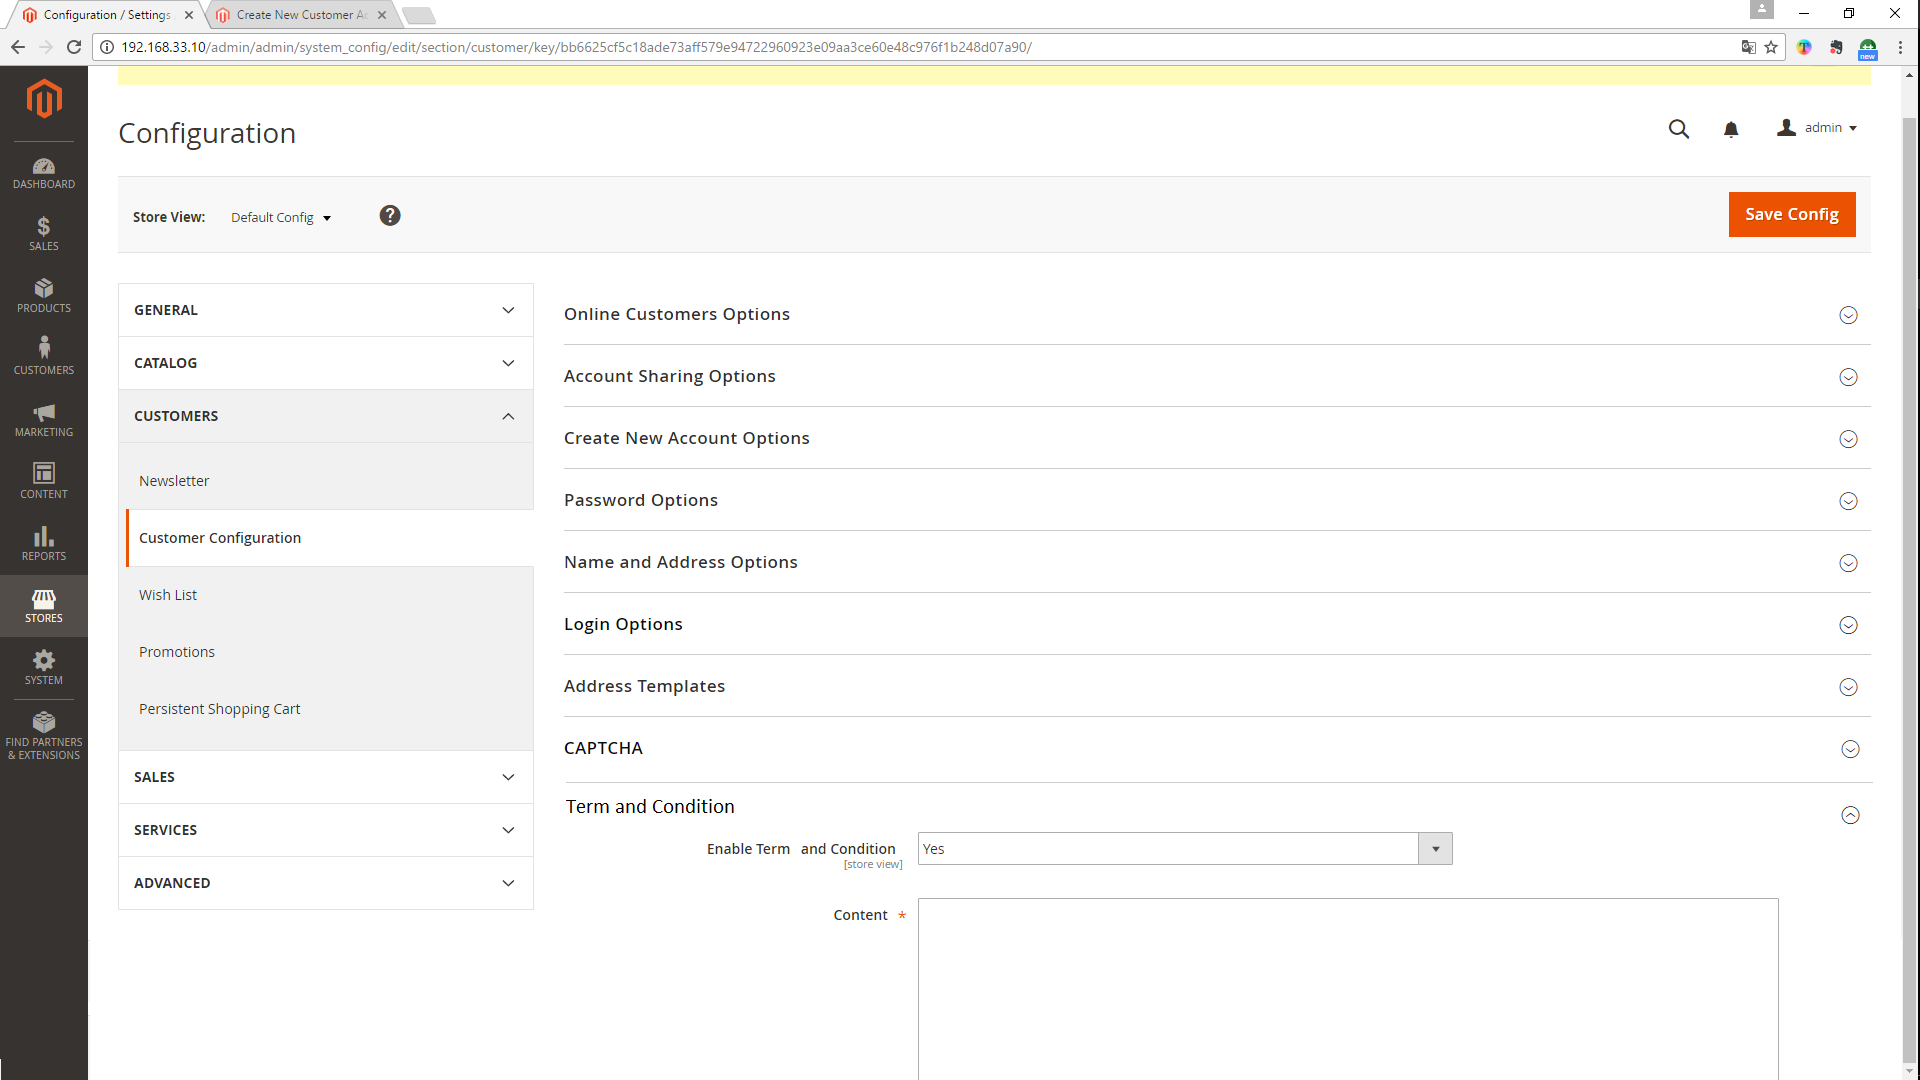 Configuration / Settings
Create New Customer Ac
192.168.33.10/admin/admin/system_config/edit/section/customer/key/bb6625cf5c18ade73aff579e94722960923e09aa3ce60e48c976f1b248d07a90/
new
Configuration
admin
Store View:
Default Config
?
Save Config
DASHBOARD
SALES
PRODUCTS
CUSTOMERS
MARKETING
CONTENT
REPORTS
STORES
SYSTEM
FIND PARTNERS
& EXTENSIONS
GENERAL
CATALOG
CUSTOMERS
Newsletter
Customer Configuration
Wish List
Promotions
Persistent Shopping Cart
SALES
SERVICES
ADVANCED
Online Customers Options
Account Sharing Options
Create New Account Options
Password Options
Name and Address Options
Login Options
Address Templates
CAPTCHA
Term and Condition
Enable Term and Condition
[store view]
Yes
Content *